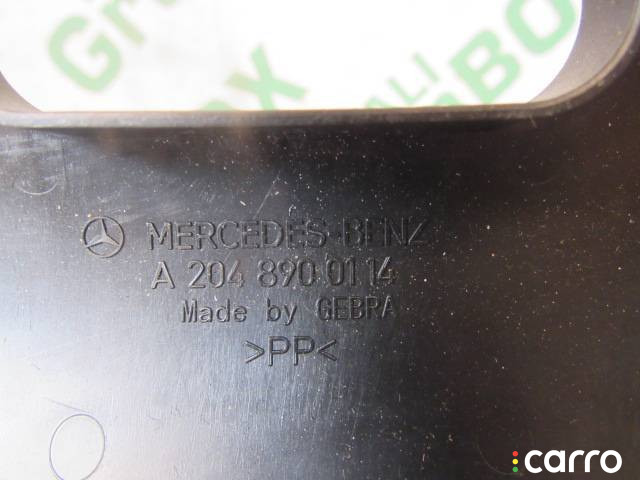 MERCEDES-BENZ
A 204 890 01 14
Made by GEBRA
>PP<
carro